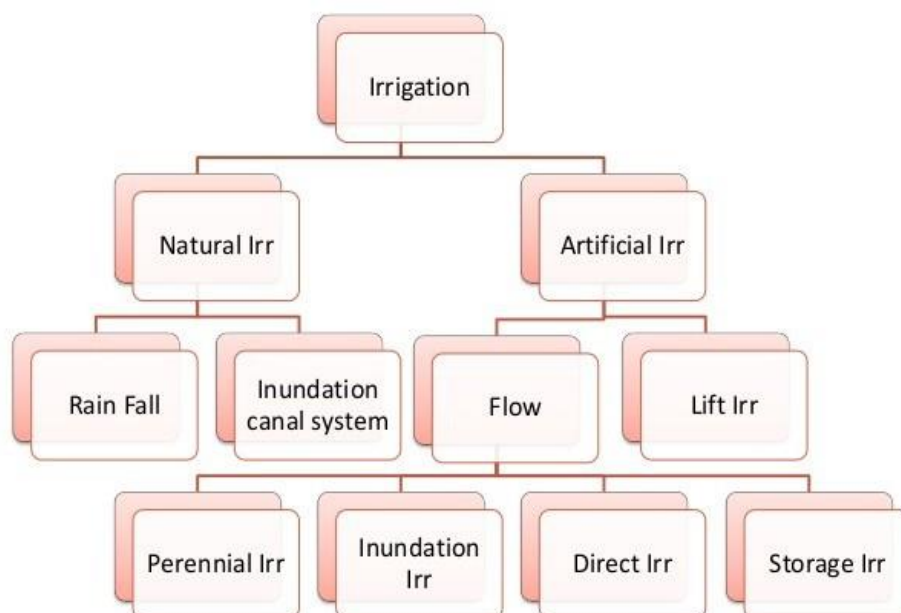 Irrigation
Natural Irr
Artificial Irr
Rain Fall
Inundation
canal system
Flow
Lift Irr
Perennial Irr
Inundation
Irr
Direct Irr
Storage Irr